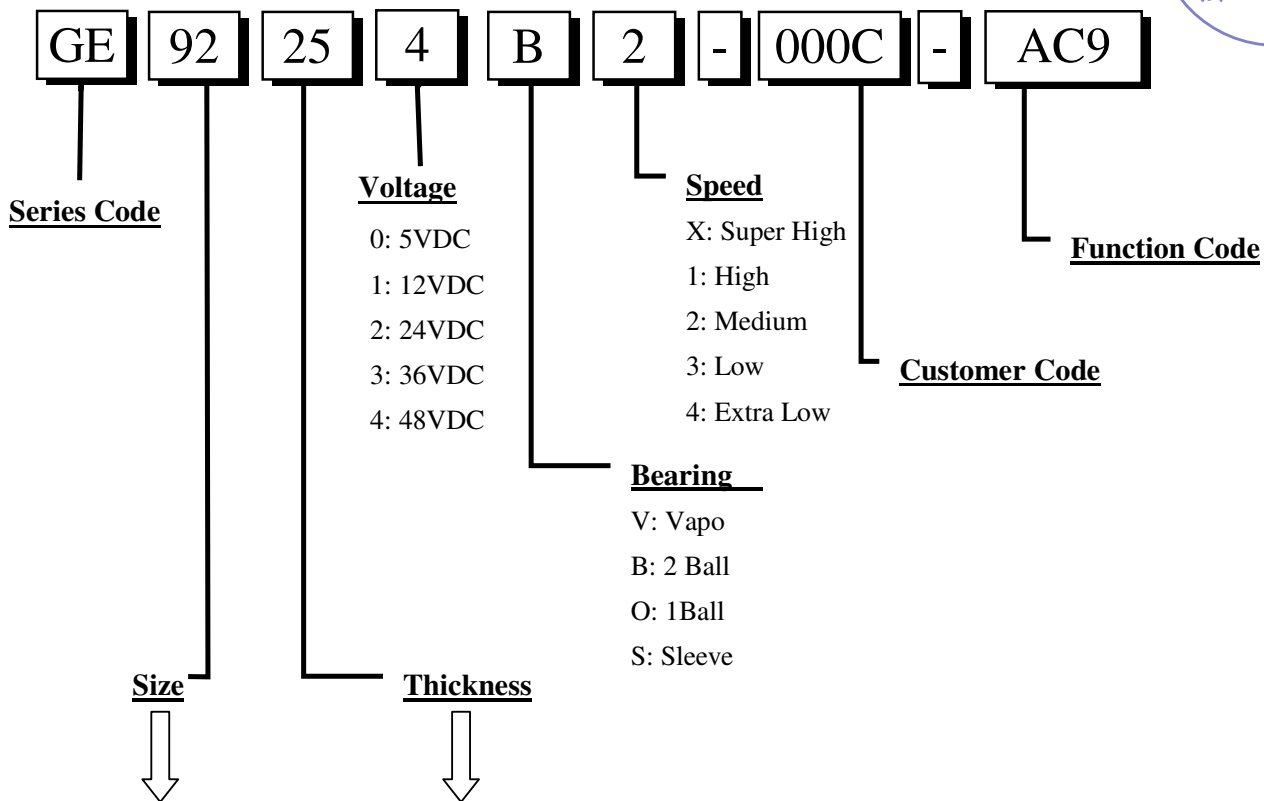 GE 92 25 4 B 2 - 000C - AC9
Series Code
Voltage
0: 5VDC
1: 12VDC
2: 24VDC
3: 36VDC
4: 48VDC
Speed
X: Super High
1: High
2: Medium
3: Low
4: Extra Low
Function Code
Customer Code
Bearing
V: Vapo
B: 2 Ball
O: 1Ball
S: Sleeve
Size
Thickness